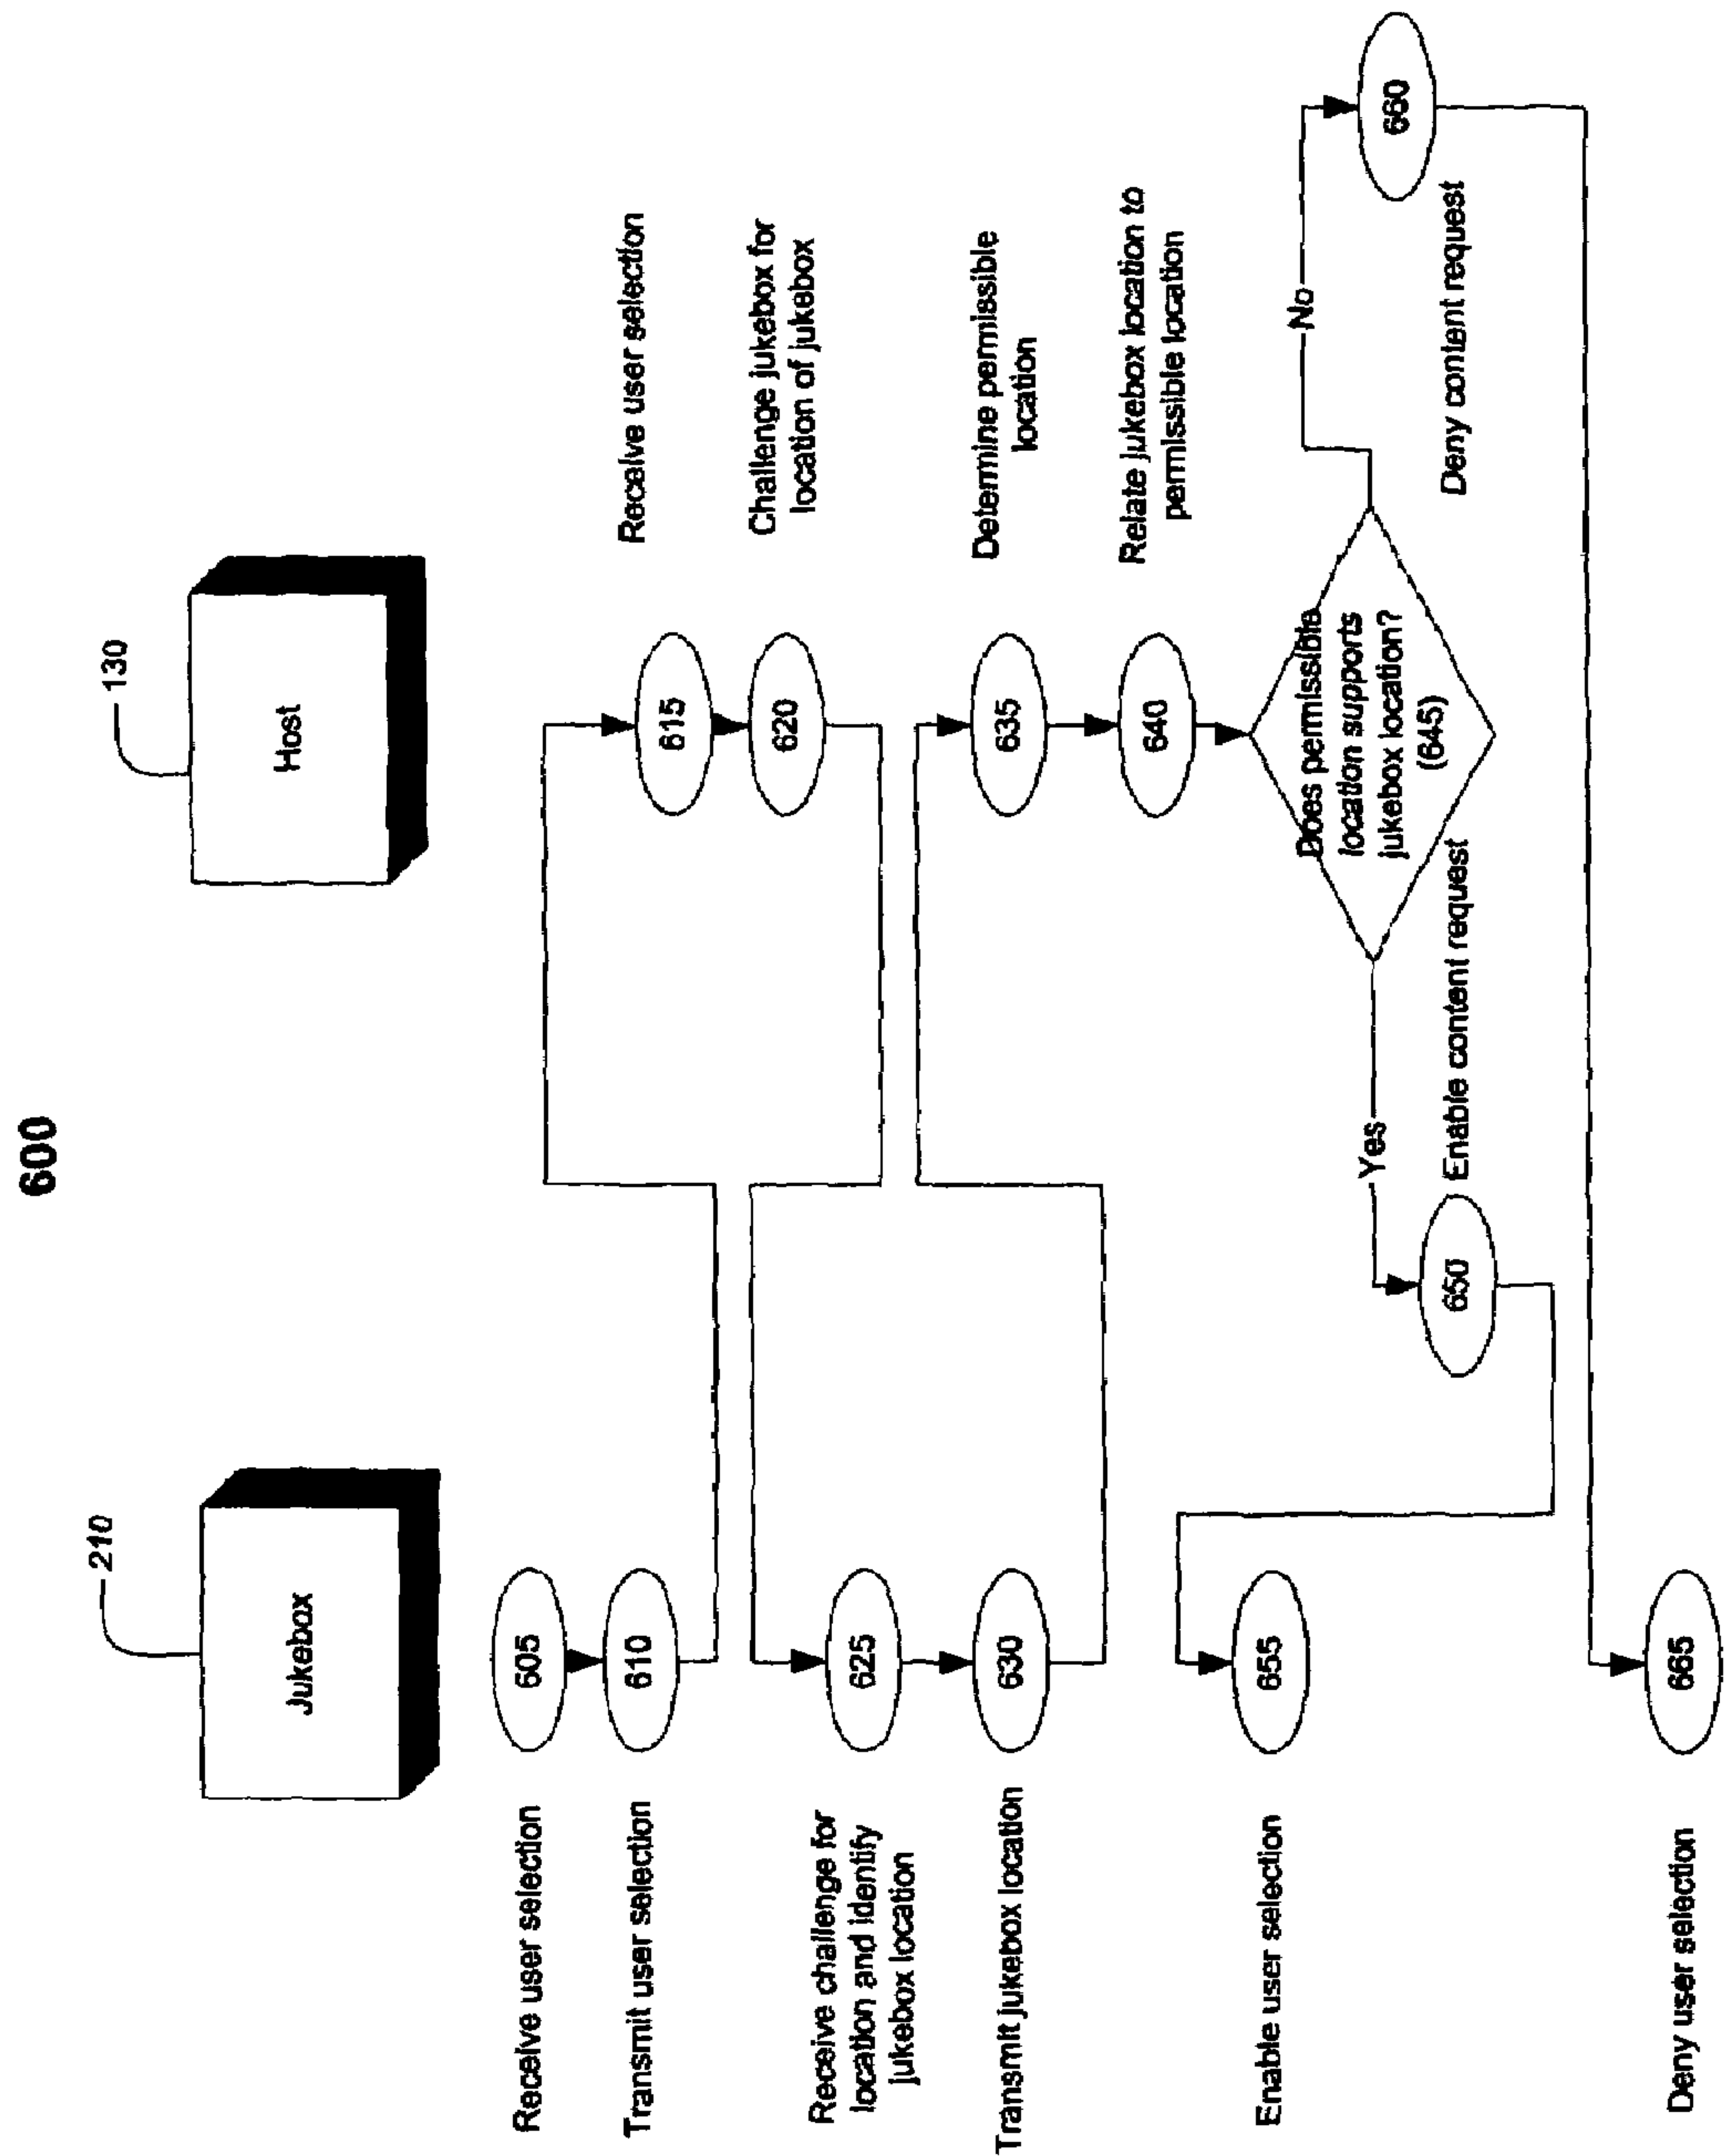 600
210
130
Jukebox
Host
Receive user selection
605
Transmit user selection
610
615
Receive user selection
620
Challenge jukebox for
location of jukebox
Receive challenge for
location and identify
jukebox location
625
Transmit jukebox location
630
635
Determine permissible
location
640
Relate jukebox location to
permissible location
Does permissible
location supports
jukebox location?
(645)
Yes
No
Enable user selection
655
650
Enable content request
660
Deny content request
Deny user selection
665